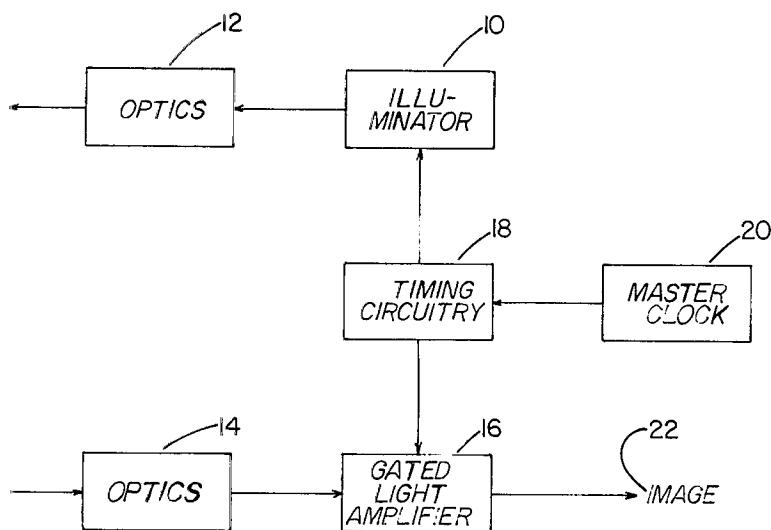 12
10
OPTICS
ILLU-
MINATOR
18
20
TIMING
CIRCUITRY
MASTER
CLOCK
14
16
22
OPTICS
GATED
LIGHT
AMPLIFIER
IMAGE